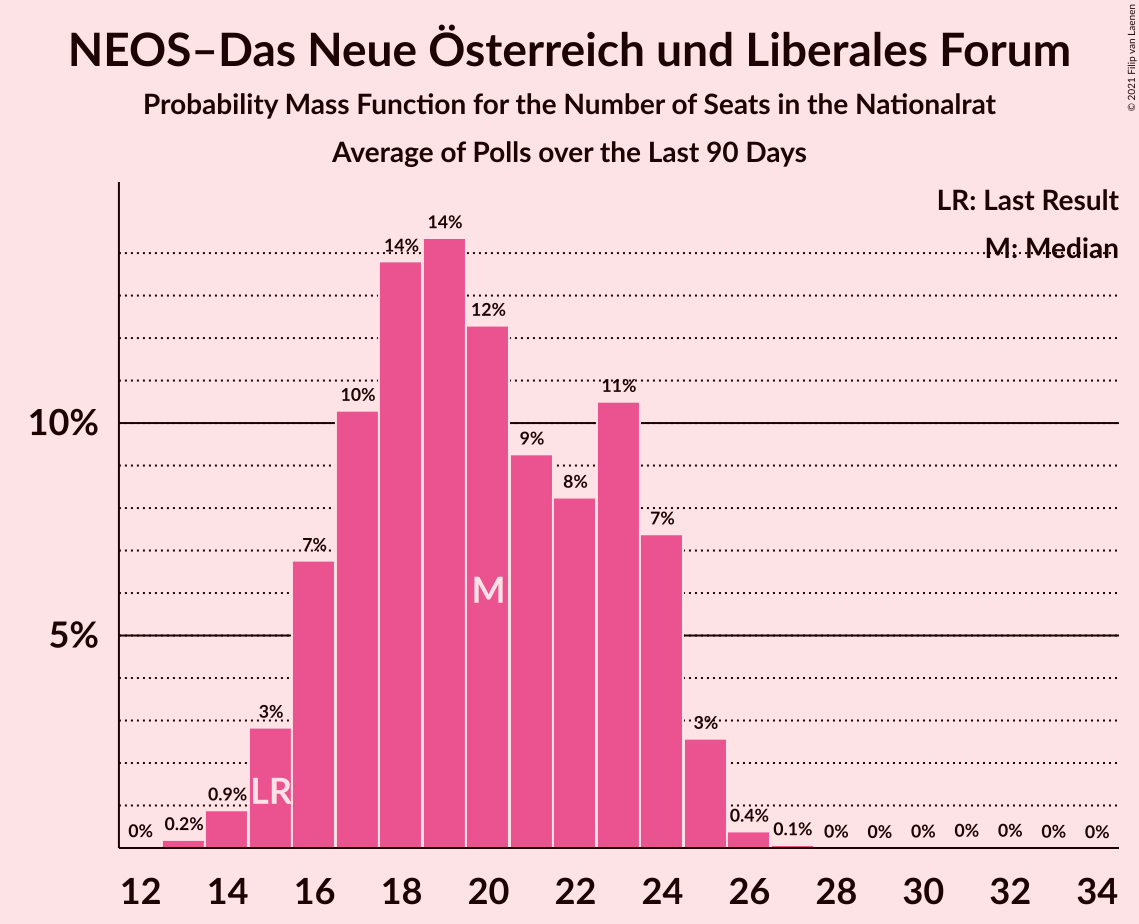 NEOS–Das Neue Österreich und Liberales Forum
Probability Mass Function for the Number of Seats in the Nationalrat
Average of Polls over the Last 90 Days
© 2021 Filip van Laenen
LR: Last Result
M: Median
10%
5%
0%
0.2%
0.9%
3%
7%
10%
14%
14%
12%
9%
8%
11%
7%
3%
0.4%
0.1%
0%
0%
0%
0%
0%
0%
0%
LR
M
12 14 16 18 20 22 24 26 28 30 32 34